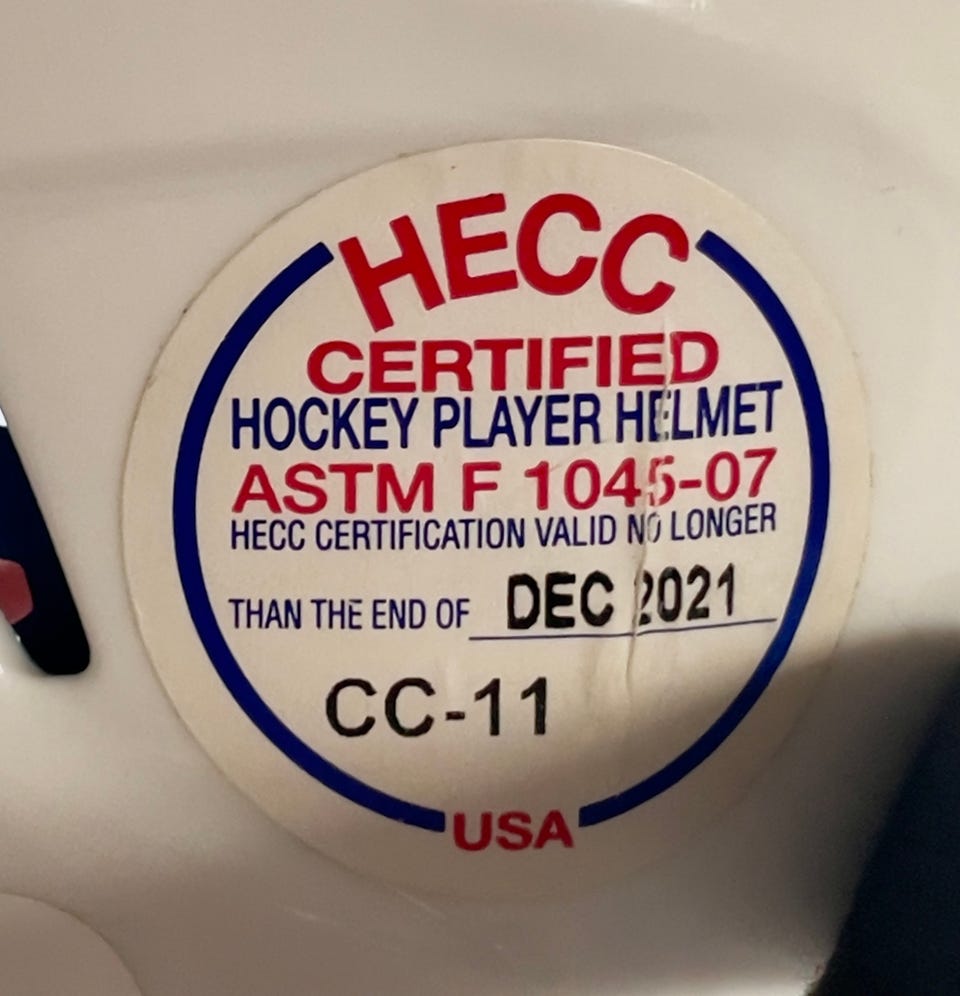 HECC
CERTIFIED
HOCKEY PLAYER HELMET
ASTM F 1045-07
HECC CERTIFICATION VALID NO LONGER
THAN THE END OF DEC 2021
CC-11
USA